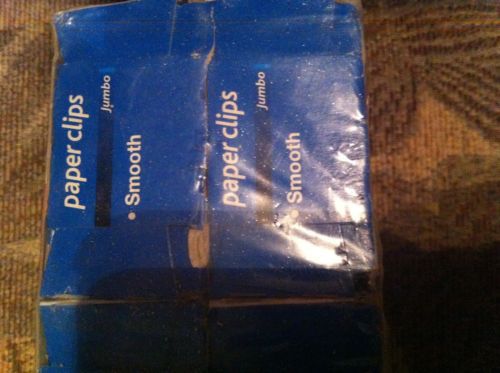 paper clips
Jumbo
• Smooth
paper clips
Jumbo
• Smooth